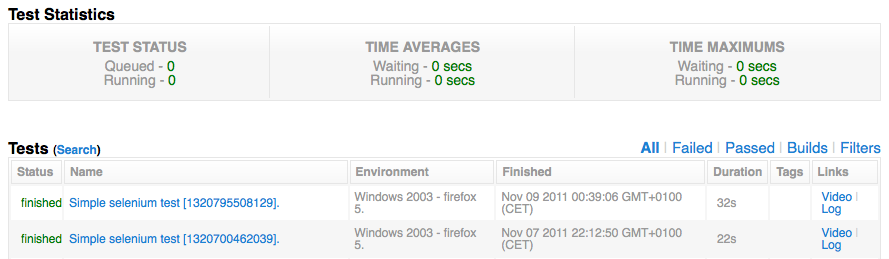 Test Statistics
TEST STATUS
Queued - 0
Running - 0
TIME AVERAGES
Waiting - 0 secs
Running - 0 secs
TIME MAXIMUMS
Waiting - 0 secs
Running - 0 secs
Tests (Search)
All | Failed | Passed | Builds | Filters
Status Name Environment Finished Duration Tags Links
finished Simple selenium test [1320795508129]. Windows 2003 - firefox 5. Nov 09 2011 00:39:06 GMT+0100 (CET) 32s Video | Log
finished Simple selenium test [1320700462039]. Windows 2003 - firefox 5. Nov 07 2011 22:12:50 GMT+0100 (CET) 22s Video | Log